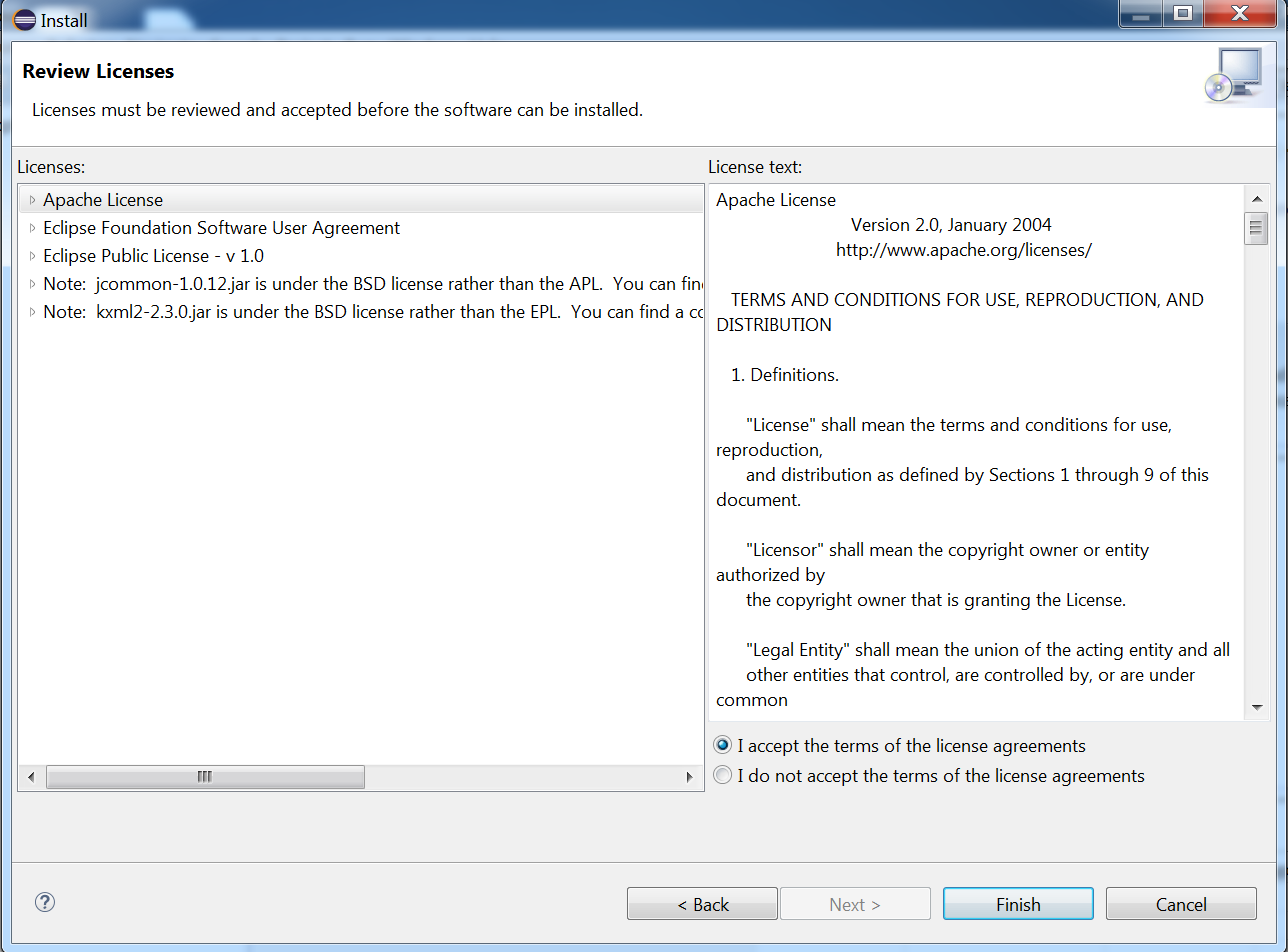 Install
Review Licenses
Licenses must be reviewed and accepted before the software can be installed.
Licenses:
Apache License
Eclipse Foundation Software User Agreement
Eclipse Public License - v 1.0
Note:  jcommon-1.0.12.jar is under the BSD license rather than the APL.  You can fin
Note:  kxml2-2.3.0.jar is under the BSD license rather than the EPL.  You can find a co
License text:
Apache License
Version 2.0, January 2004
http://www.apache.org/licenses/
TERMS AND CONDITIONS FOR USE, REPRODUCTION, AND
DISTRIBUTION
1. Definitions.
"License" shall mean the terms and conditions for use,
reproduction,
and distribution as defined by Sections 1 through 9 of this
document.
"Licensor" shall mean the copyright owner or entity
authorized by
the copyright owner that is granting the License.
"Legal Entity" shall mean the union of the acting entity and all
other entities that control, are controlled by, or are under
common
I accept the terms of the license agreements
I do not accept the terms of the license agreements
?
< Back
Next >
Finish
Cancel